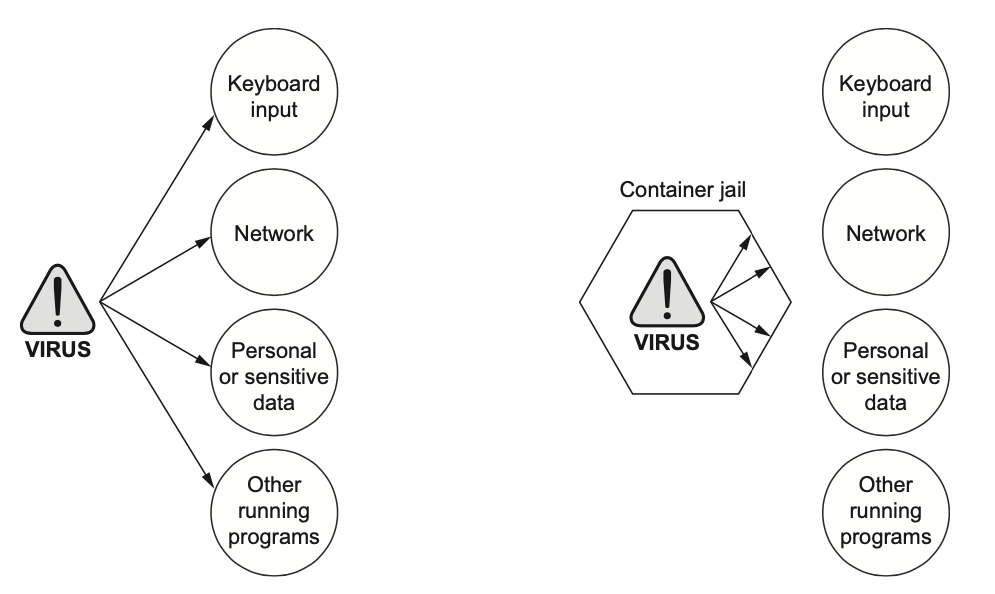 Keyboard
input
Network
VIRUS
Personal
or sensitive
data
Other
running
programs
Container jail
VIRUS
Keyboard
input
Network
Personal
or sensitive
data
Other
running
programs